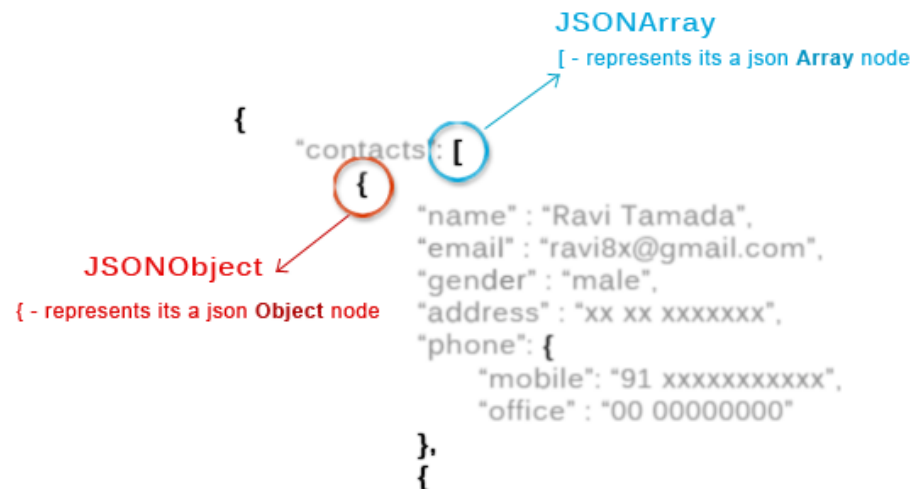 JSONArray
[ - represents its a json Array node
{
"contacts": [
{
"name" : "Ravi Tamada",
"email" : "ravi8x@gmail.com",
"gender" : "male",
JSONObject
"address" : "xx xx xxxxxxx",
{ - represents its a json Object node
"phone": {
"mobile": "91 xxxxxxxxxxx",
"office" : "00 00000000"
},
{